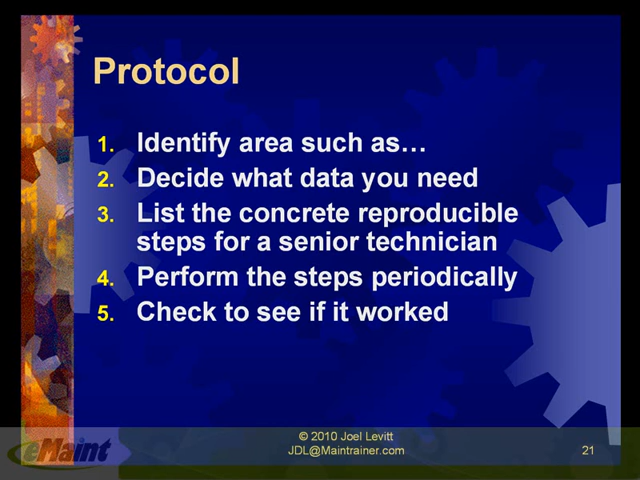 Protocol
1. Identify area such as…
2. Decide what data you need
3. List the concrete reproducible
steps for a senior technician
4. Perform the steps periodically
5. Check to see if it worked
© 2010 Joel Levitt
eMaint
JDL@Maintrainer.com
21